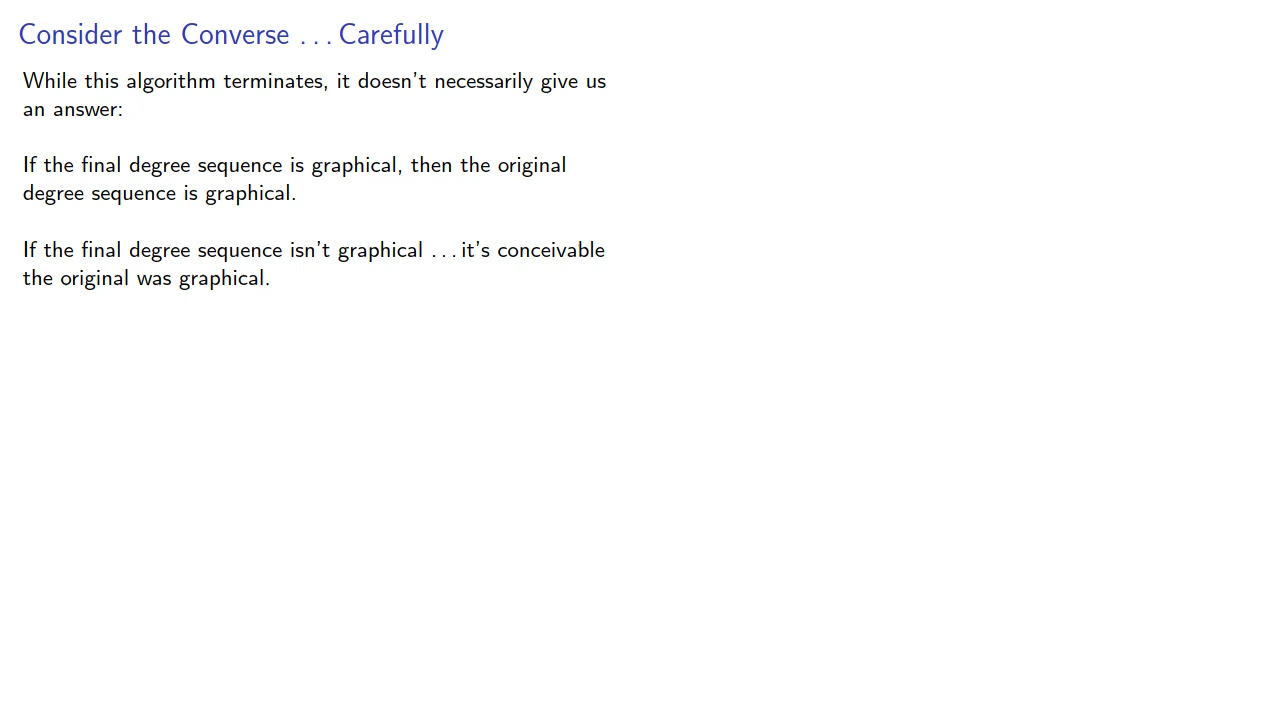 Consider the Converse . . . Carefully
While this algorithm terminates, it doesn't necessarily give us
an answer:
If the final degree sequence is graphical, then the original
degree sequence is graphical.
If the final degree sequence isn't graphical . . . it's conceivable
the original was graphical.